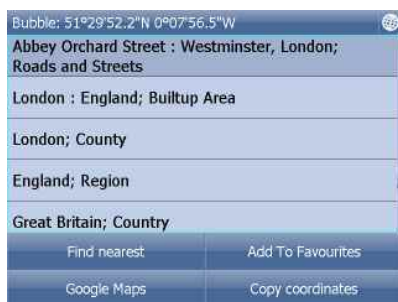 Bubble: 51°29'52.2"N 0°07'56.5"W
Abbey Orchard Street : Westminster, London;
Roads and Streets
London : England; Builtup Area
London; County
England; Region
Great Britain; Country
Find nearest
Add To Favourites
Google Maps
Copy coordinates